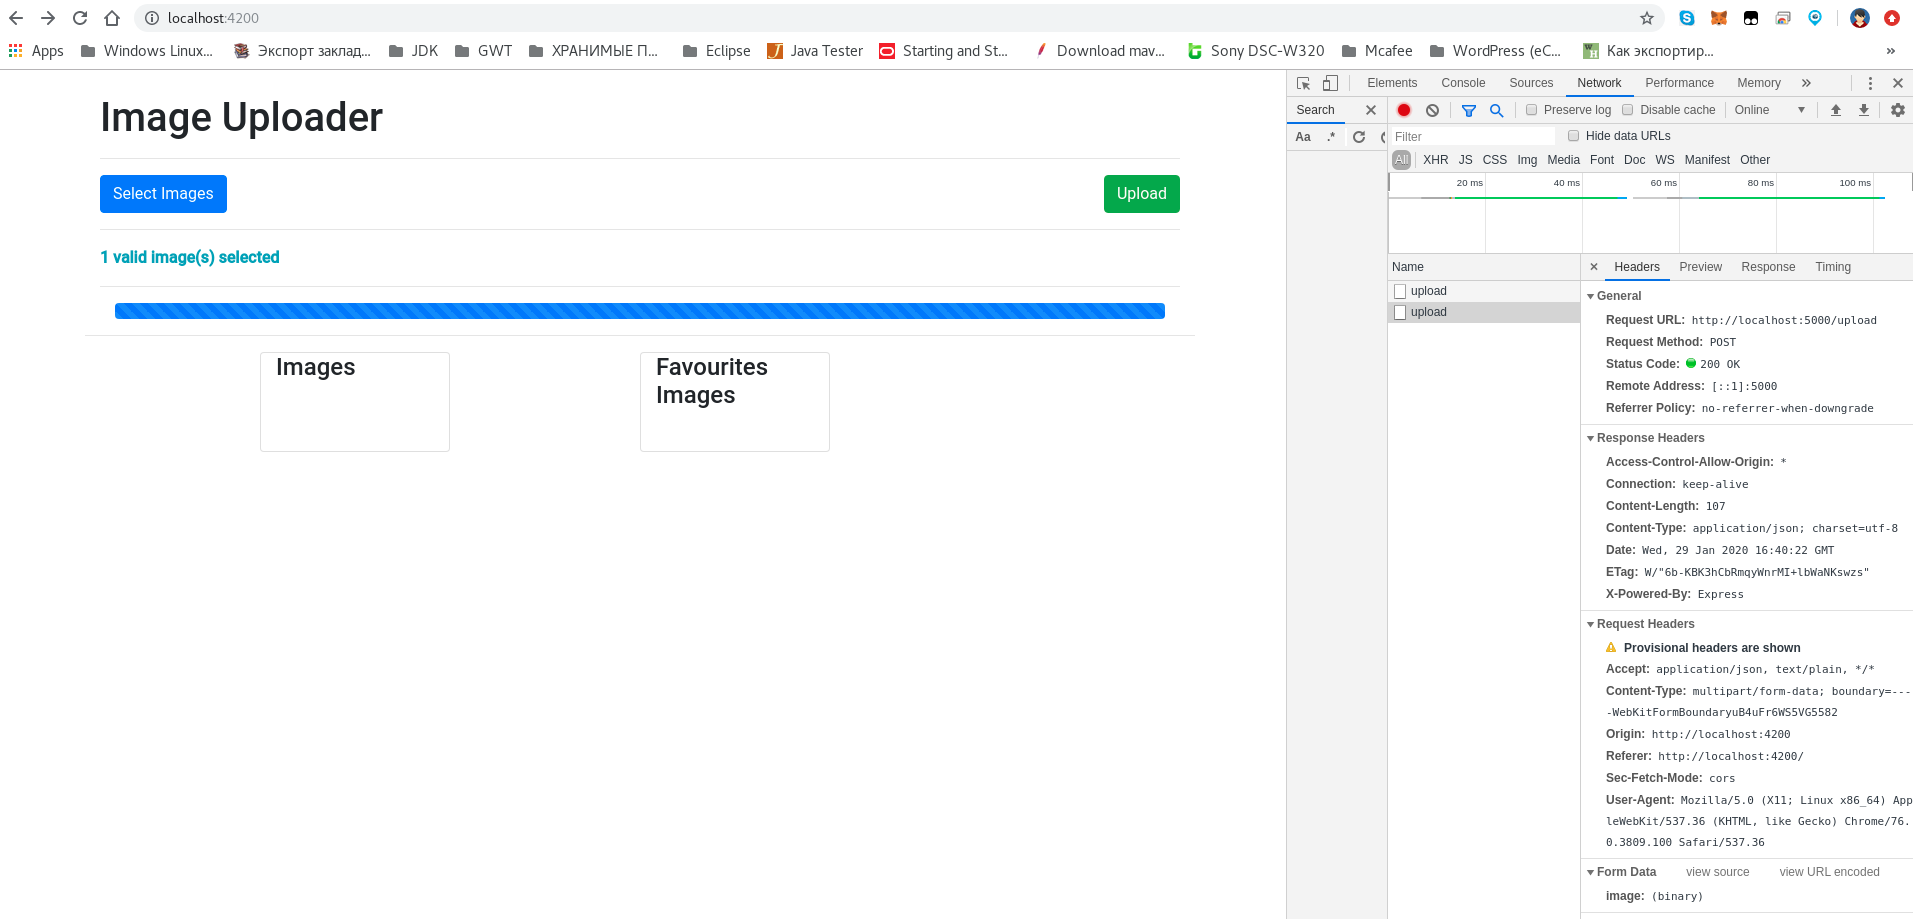 localhost:4200
Apps Windows Linux... Экспорт заклад... JDK GWT ХРАНИМЫЕ П... Eclipse Java Tester Starting and St... Download mav... Sony DSC-W320 Mcafee WordPress (eC... Как экспортир... »
Image Uploader
Select Images
Upload
1 valid image(s) selected
Images
Favourites
Images
Elements Console Sources Network Performance Memory »
Search
Aa .*
Preserve log Disable cache Online
Filter
Hide data URLs
All XHR JS CSS Img Media Font Doc WS Manifest Other
20 ms 40 ms 60 ms 80 ms 100 ms
Name
upload
upload
Headers Preview Response Timing
General
Request URL: http://localhost:5000/upload
Request Method: POST
Status Code: 200 OK
Remote Address: [::1]:5000
Referrer Policy: no-referrer-when-downgrade
Response Headers
Access-Control-Allow-Origin: *
Connection: keep-alive
Content-Length: 107
Content-Type: application/json; charset=utf-8
Date: Wed, 29 Jan 2020 16:40:22 GMT
ETag: W/"6b-KBK3hCbRmqyWnrMI+lbWaNKswzs"
X-Powered-By: Express
Request Headers
Provisional headers are shown
Accept: application/json, text/plain, */*
Content-Type: multipart/form-data; boundary=---
-WebKitFormBoundaryuB4uFr6WS5VG5582
Origin: http://localhost:4200
Referer: http://localhost:4200/
Sec-Fetch-Mode: cors
User-Agent: Mozilla/5.0 (X11; Linux x86_64) App
leWebKit/537.36 (KHTML, like Gecko) Chrome/76.
0.3809.100 Safari/537.36
Form Data view source view URL encoded
image: (binary)